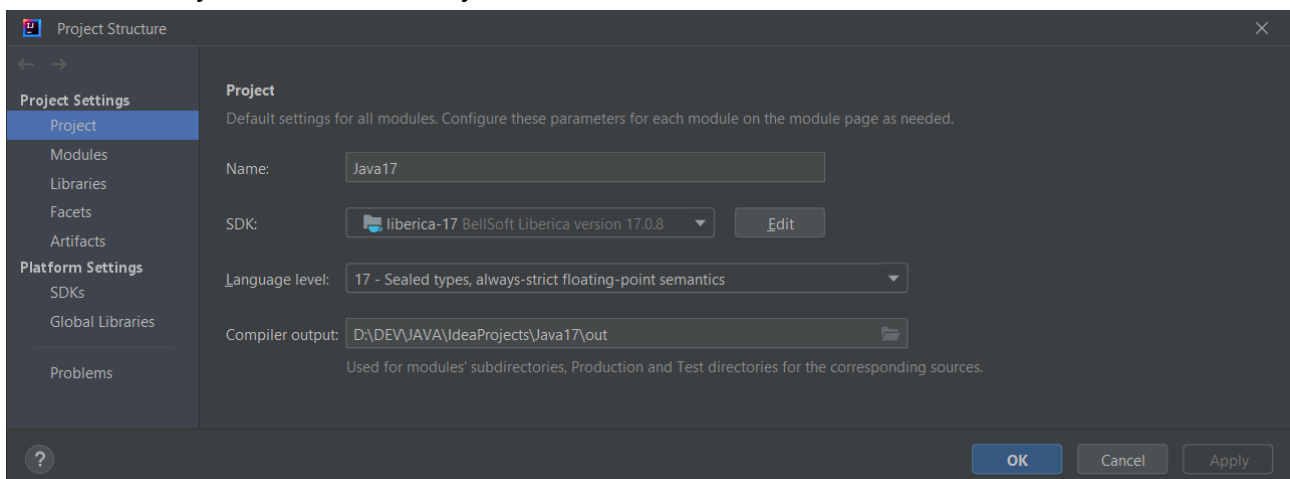 Project Structure
Project Settings
Project
Modules
Libraries
Facets
Artifacts
Platform Settings
SDKs
Global Libraries
Problems
Project
Default settings for all modules. Configure these parameters for each module on the module page as needed.
Name: Java17
SDK: liberica-17 BellSoft Liberica version 17.0.8 Edit
Language level: 17 - Sealed types, always-strict floating-point semantics
Compiler output: D:\DEV\JAVA\IdeaProjects\Java17\out
Used for modules' subdirectories, Production and Test directories for the corresponding sources.
? OK Cancel Apply